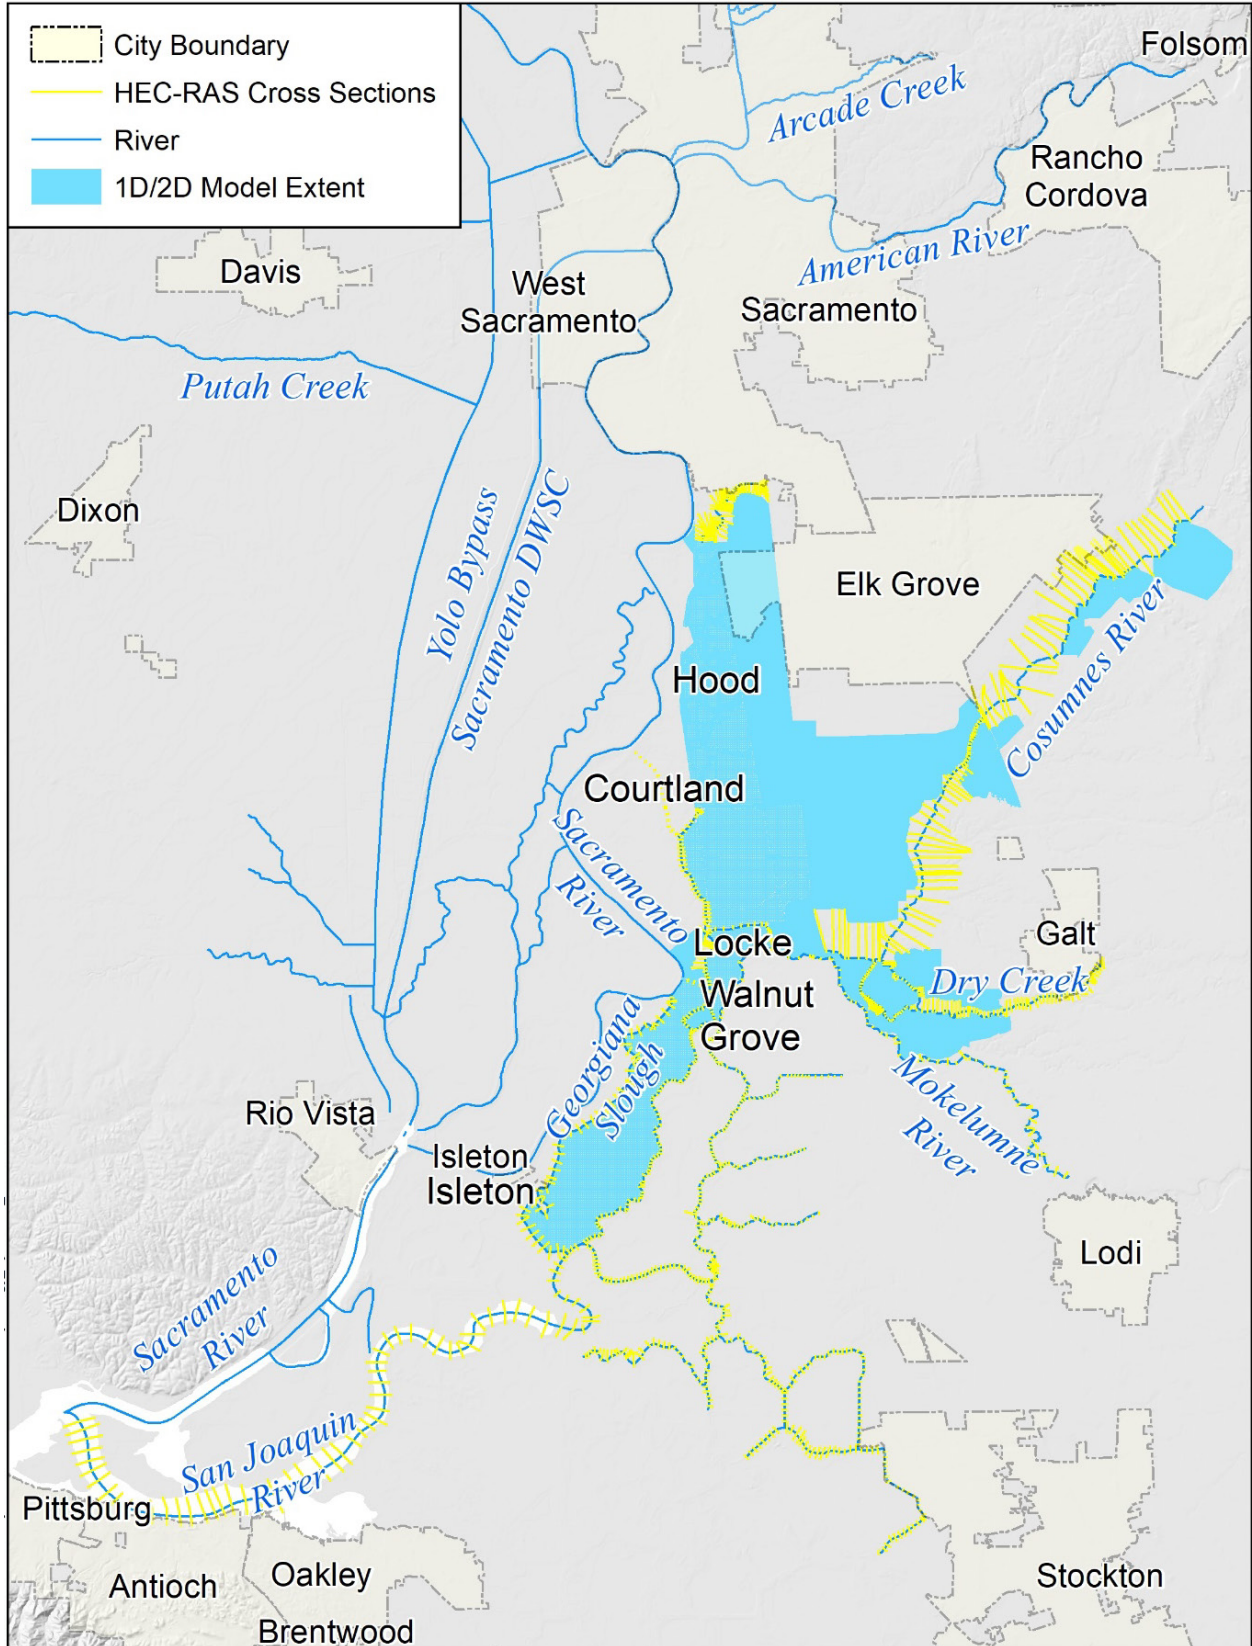 City Boundary
HEC-RAS Cross Sections
River
1D/2D Model Extent
Folsom
Arcade Creek
Rancho
Cordova
American River
Davis
West
Sacramento
Sacramento
Putah Creek
Dixon
Yolo Bypass
Sacramento DWSC
Elk Grove
Hood
Cosumnes River
Courtland
Sacramento
River
Locke
Galt
Dry Creek
Walnut
Grove
Georgiana
Slough
Mokelumne
River
Rio Vista
Isleton
Isleton
Lodi
Sacramento
River
San Joaquin
River
Pittsburg
Antioch
Oakley
Brentwood
Stockton